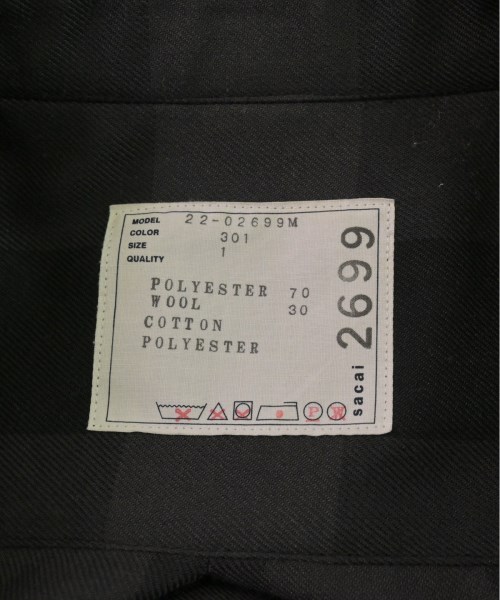 MODEL 22-02699M
COLOR 301
SIZE 1
QUALITY
POLYESTER 70
WOOL 30
COTTON
POLYESTER
P W
sacai 2699